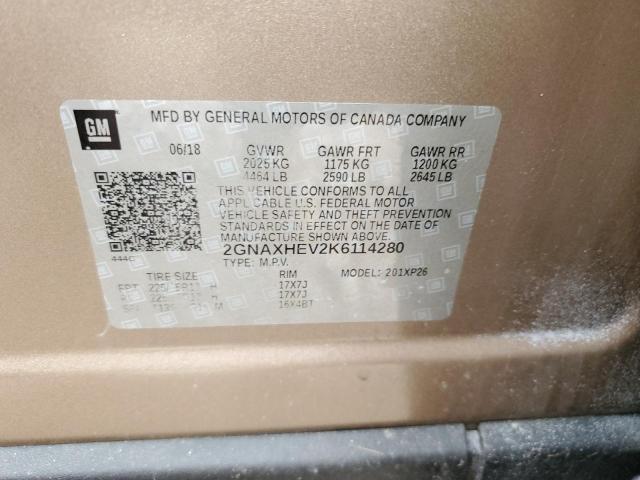 GM
MFD BY GENERAL MOTORS OF CANADA COMPANY
06/18 GVWR GAWR FRT GAWR RR
2025 KG 1175 KG 1200 KG
4464 LB 2590 LB 2645 LB
THIS VEHICLE CONFORMS TO ALL
APPLICABLE U.S. FEDERAL MOTOR
VEHICLE SAFETY AND THEFT PREVENTION
STANDARDS IN EFFECT ON THE DATE OF
MANUFACTURE SHOWN ABOVE.
2GNAXHEV2K6114280
TYPE: M.P.V. MODEL: 201XP26
TIRE SIZE RIM
17X7J
17X7J
16X4BT